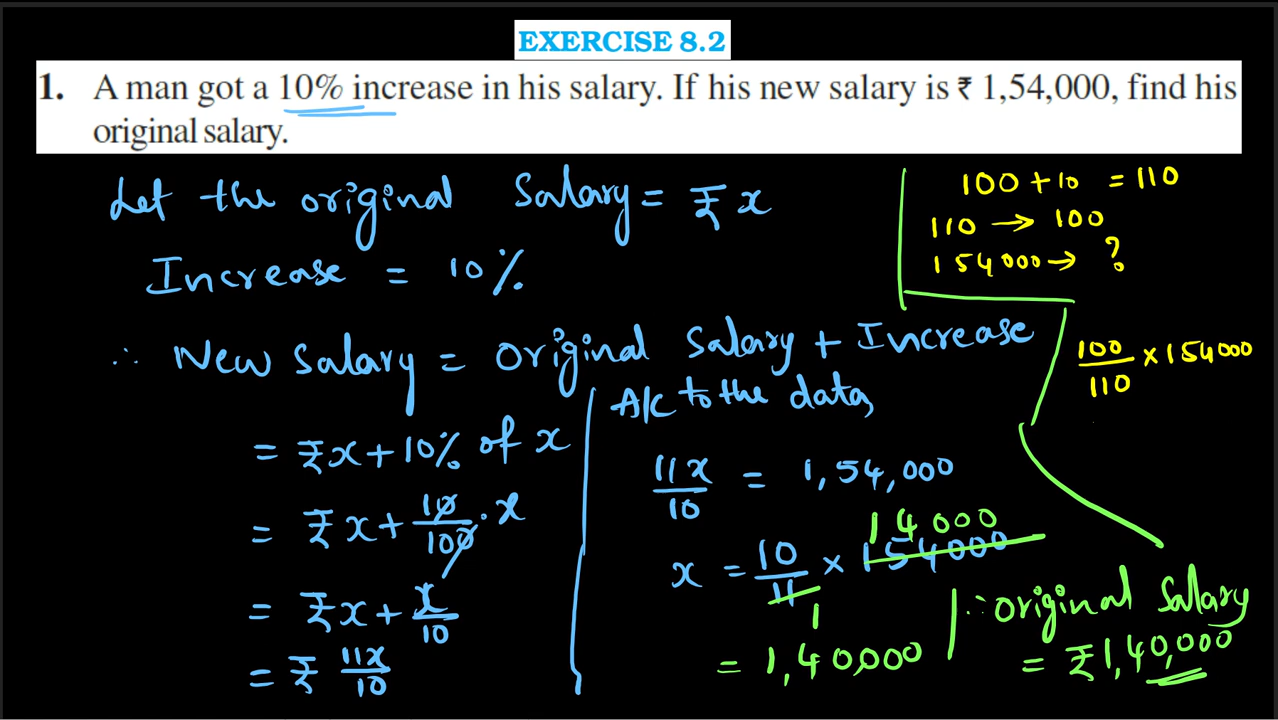 EXERCISE 8.2
1. A man got a 10% increase in his salary. If his new salary is ₹ 1,54,000, find his
original salary.
Let the original Salary = ₹ x
Increase = 10%
∴ New Salary = Original Salary + Increase
= ₹x + 10% of x
= ₹ x + 10/100 · x
= ₹ x + x/10
= ₹ 11x/10
A/c to the data,
11x/10 = 1,54,000
14000
x = 10/11 × 154000
1
= 1,40,000
100 + 10 = 110
110 → 100
154000 → ?
100/110 × 154000
∴ original Salary
= ₹1,40,000